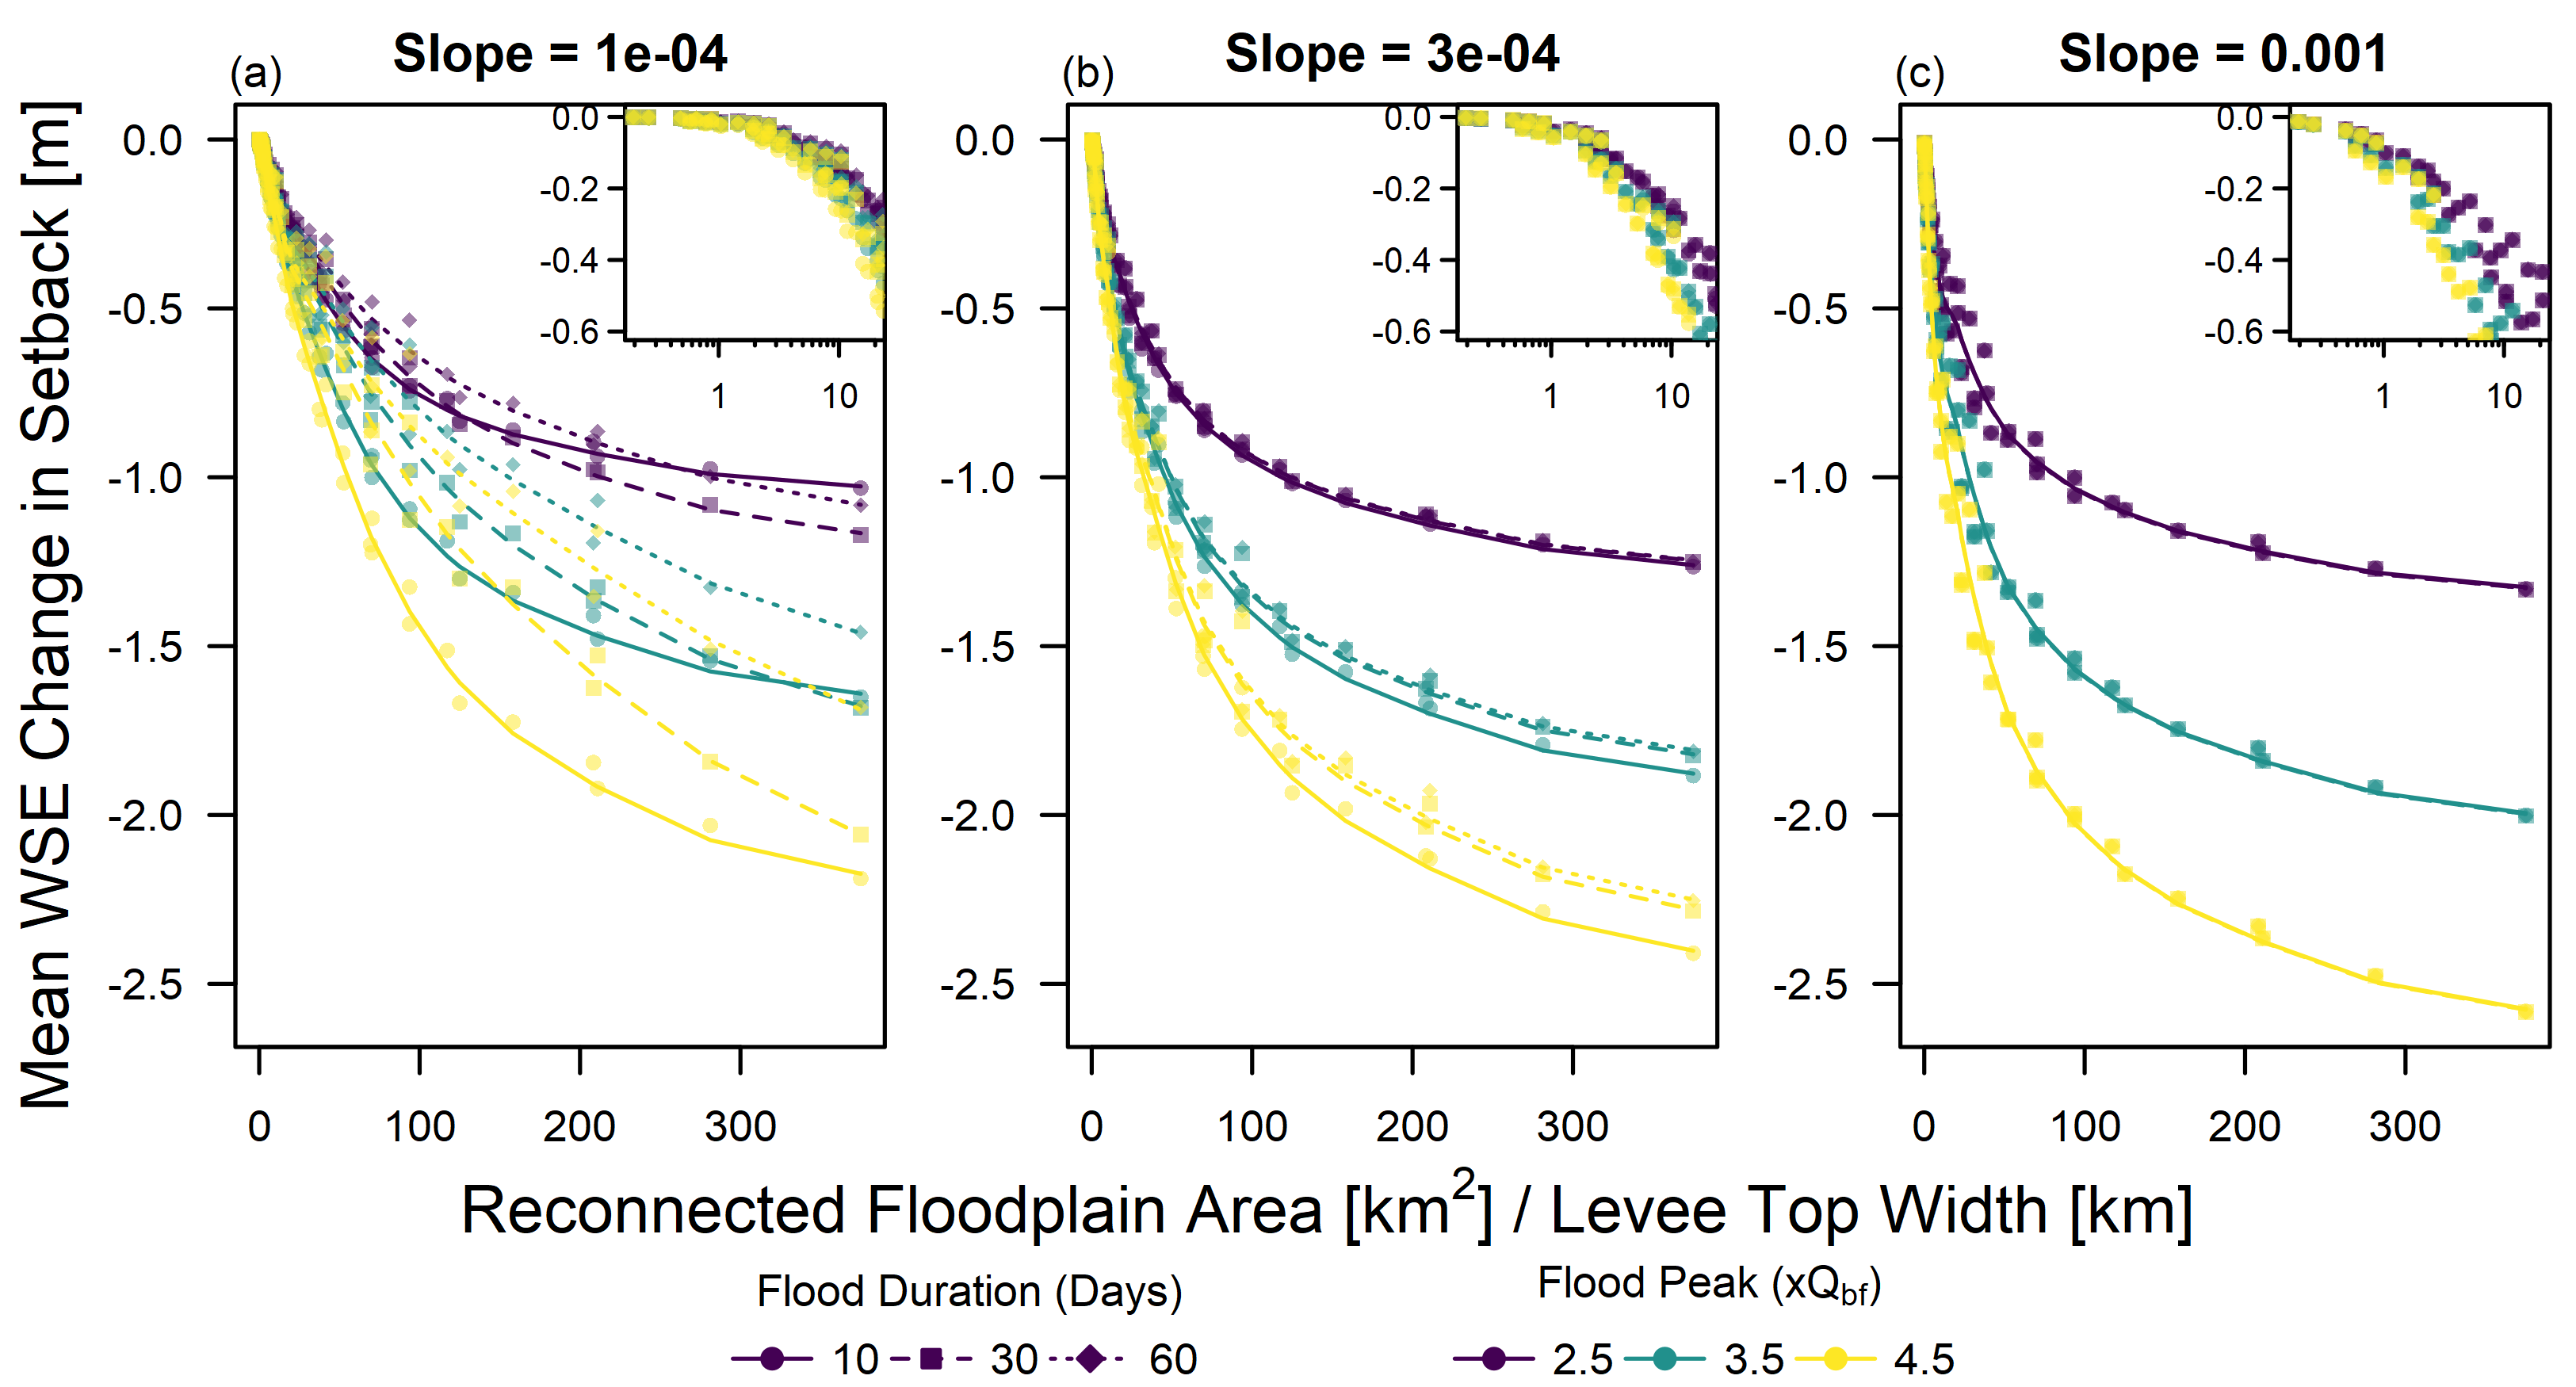 Slope = 1e-04
Slope = 3e-04
Slope = 0.001
(a)
(b)
(c)
Mean WSE Change in Setback [m]
0.0
-0.5
-1.0
-1.5
-2.0
-2.5
0 100 200 300
0.0
-0.2
-0.4
-0.6
1 10
0.0
-0.5
-1.0
-1.5
-2.0
-2.5
0 100 200 300
0.0
-0.2
-0.4
-0.6
1 10
0.0
-0.5
-1.0
-1.5
-2.0
-2.5
0 100 200 300
0.0
-0.2
-0.4
-0.6
1 10
Reconnected Floodplain Area [km²] / Levee Top Width [km]
Flood Duration (Days)
10 30 60
Flood Peak (xQbf)
2.5 3.5 4.5